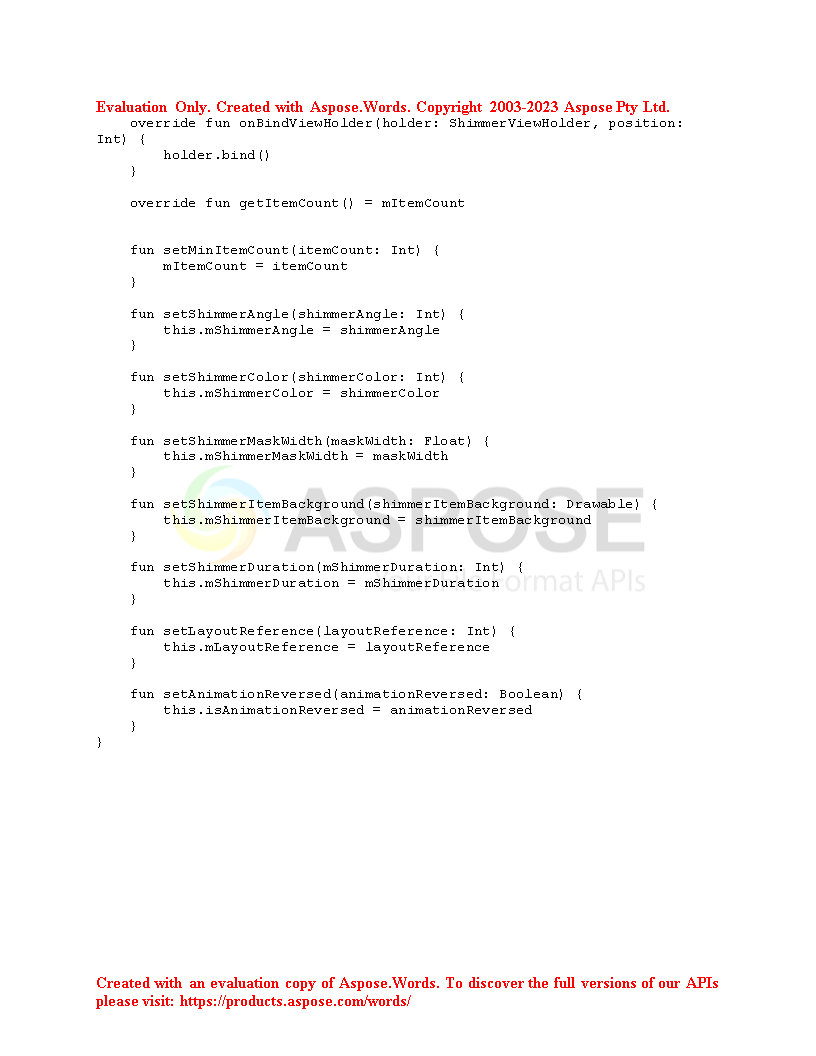 Evaluation Only. Created with Aspose.Words. Copyright 2003-2023 Aspose Pty Ltd.
    override fun onBindViewHolder(holder: ShimmerViewHolder, position:
Int) {
        holder.bind()
    }

    override fun getItemCount() = mItemCount


    fun setMinItemCount(itemCount: Int) {
        mItemCount = itemCount
    }

    fun setShimmerAngle(shimmerAngle: Int) {
        this.mShimmerAngle = shimmerAngle
    }

    fun setShimmerColor(shimmerColor: Int) {
        this.mShimmerColor = shimmerColor
    }

    fun setShimmerMaskWidth(maskWidth: Float) {
        this.mShimmerMaskWidth = maskWidth
    }

    fun setShimmerItemBackground(shimmerItemBackground: Drawable) {
        this.mShimmerItemBackground = shimmerItemBackground
    }
ASPOSE

    fun setShimmerDuration(mShimmerDuration: Int) {
        this.mShimmerDuration = mShimmerDuration
    }
Format APIs

    fun setLayoutReference(layoutReference: Int) {
        this.mLayoutReference = layoutReference
    }

    fun setAnimationReversed(animationReversed: Boolean) {
        this.isAnimationReversed = animationReversed
    }
}
Created with an evaluation copy of Aspose.Words. To discover the full versions of our APIs
please visit: https://products.aspose.com/words/